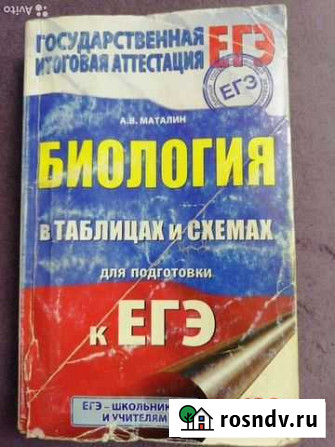 Avito
ГОСУДАРСТВЕННАЯ
ИТОГОВАЯ АТТЕСТАЦИЯ
ЕГЭ
ЕГЭ
А.В. МАТАЛИН
БИОЛОГИЯ
В ТАБЛИЦАХ И СХЕМАХ
для подготовки
к ЕГЭ
ЕГЭ – ШКОЛЬНИК
И УЧИТЕЛЯМ
rosndv.ru